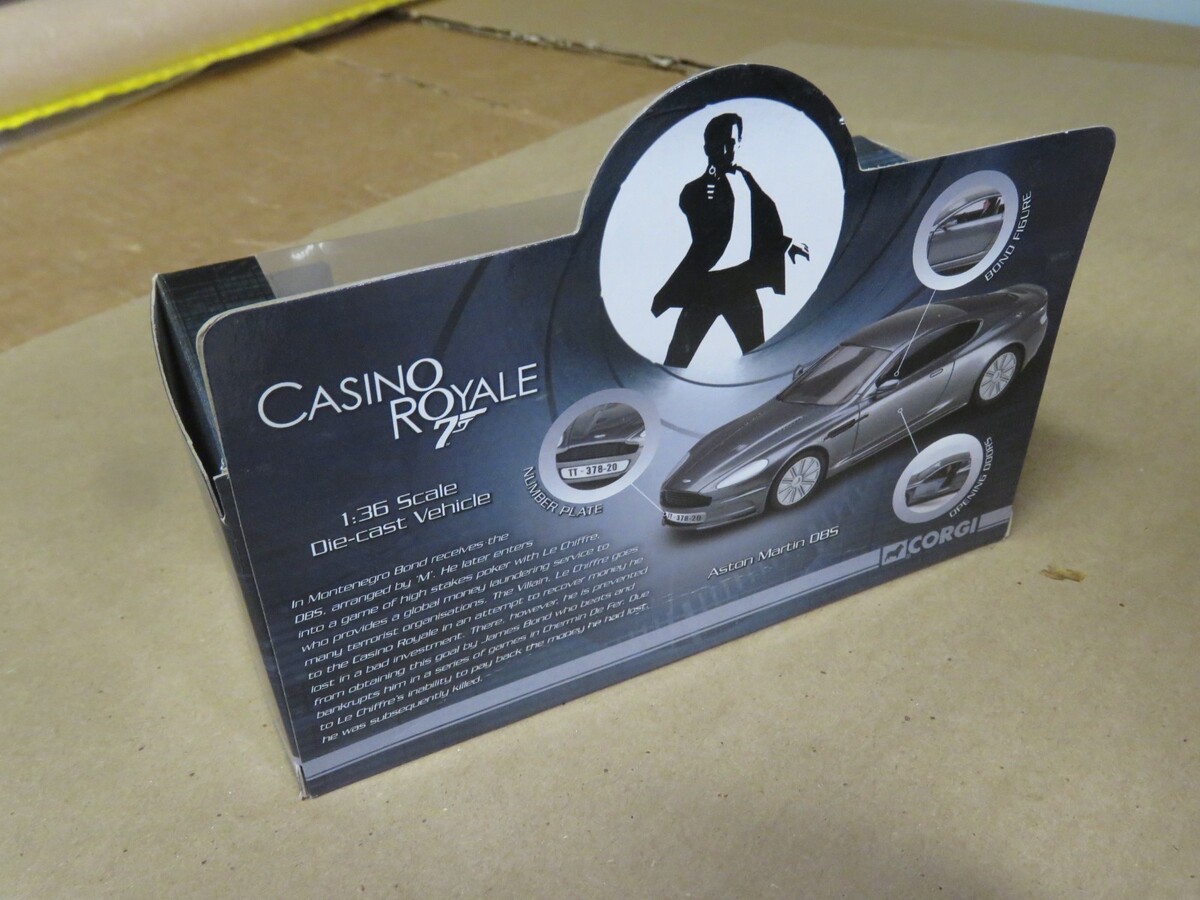 CASINO
ROYALE
007
1:36 Scale
Die-cast Vehicle
In Montenegro Bond receives the
DBS, arranged by 'M'. He later enters
into a game of high stakes poker with Le Chiffre,
who provides a global money laundering service to
many terrorist organisations. The Villain, Le Chiffre goes
to the Casino Royale in an attempt to recover money he
lost in a bad investment. There, however, he is prevented
from obtaining this goal by James Bond who beats and
bankrupts him in a series of games in Chermin De Fer. Due
to Le Chiffre's inability to pay back the money he had lost,
he was subsequently killed.
TT-378-20
NUMBER PLATE
TT-378-20
BOND FIGURE
OPENING DOORS
Aston Martin DBS
CORGI